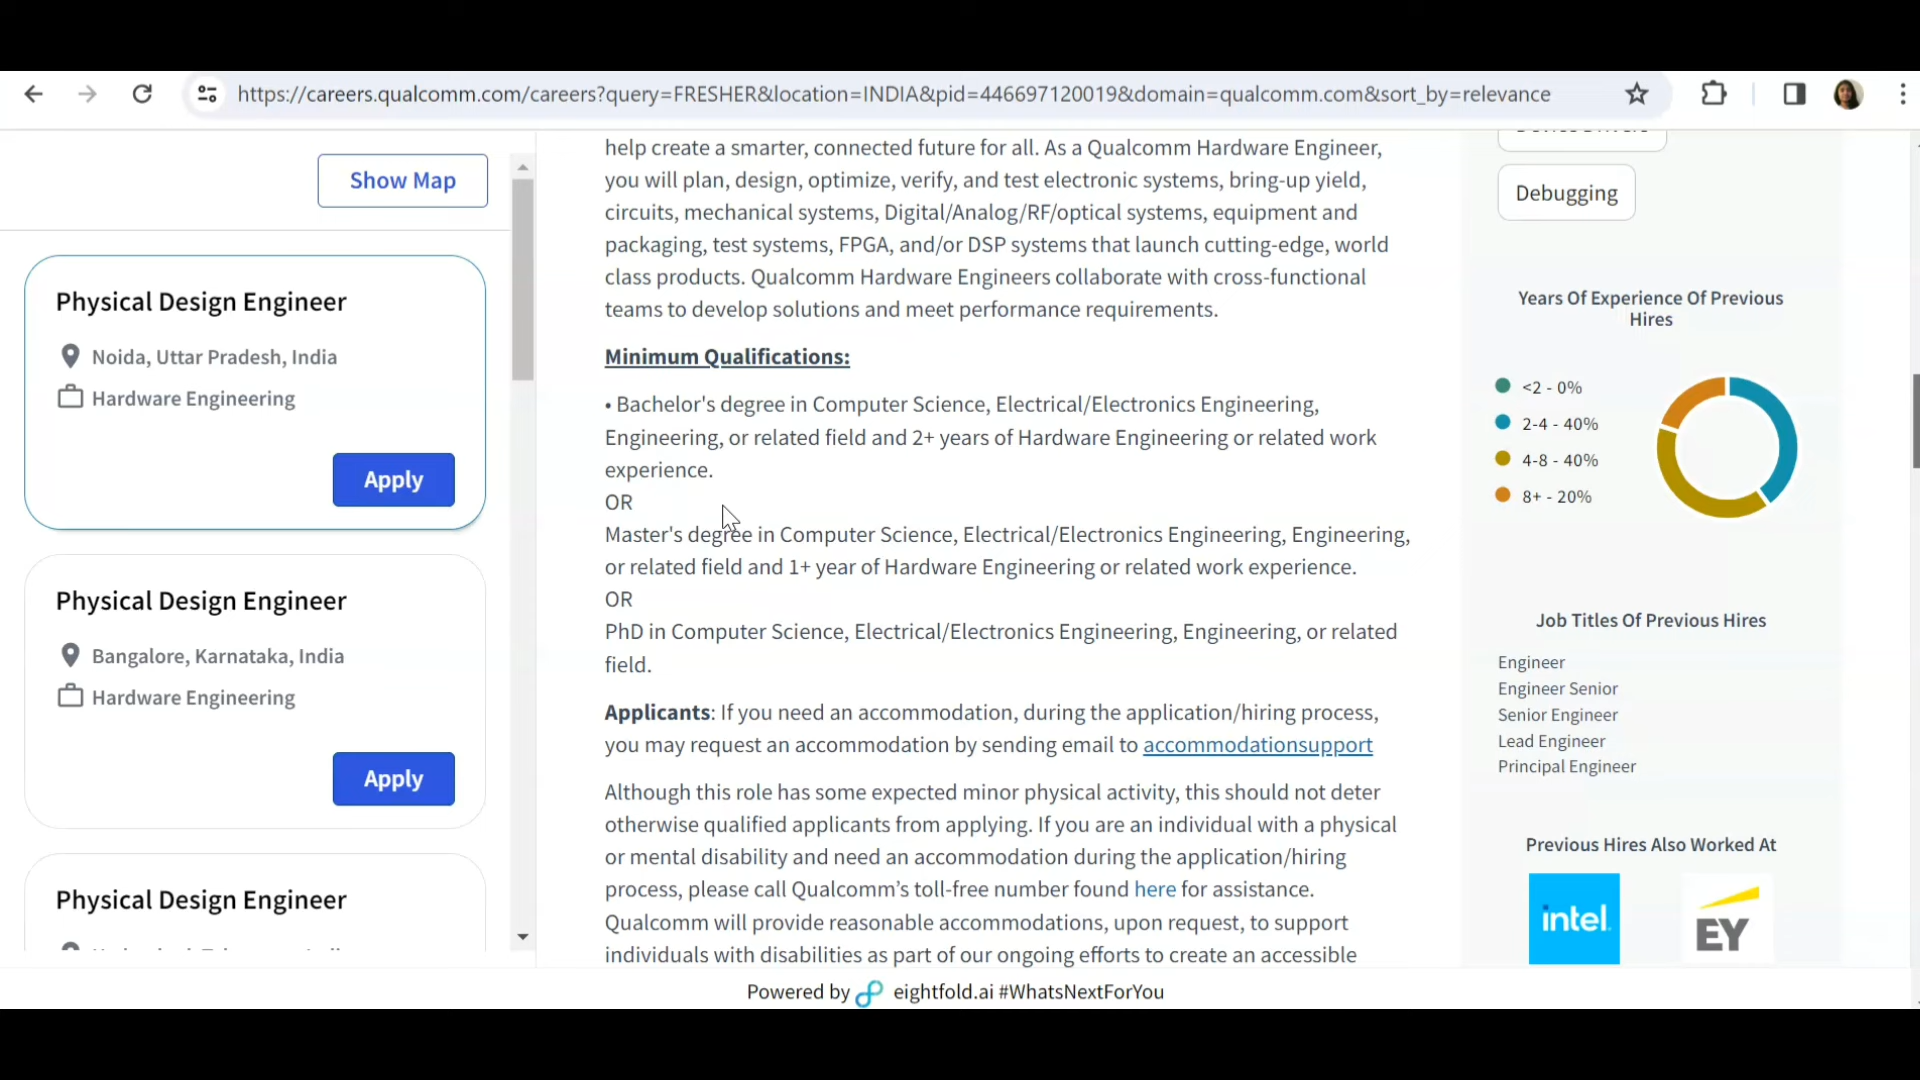 https://careers.qualcomm.com/careers?query=FRESHER&location=INDIA&pid=446697120019&domain=qualcomm.com&sort_by=relevance
Show Map
Physical Design Engineer
Noida, Uttar Pradesh, India
Hardware Engineering
Apply
Physical Design Engineer
Bangalore, Karnataka, India
Hardware Engineering
Apply
Physical Design Engineer
help create a smarter, connected future for all. As a Qualcomm Hardware Engineer,
you will plan, design, optimize, verify, and test electronic systems, bring-up yield,
circuits, mechanical systems, Digital/Analog/RF/optical systems, equipment and
packaging, test systems, FPGA, and/or DSP systems that launch cutting-edge, world
class products. Qualcomm Hardware Engineers collaborate with cross-functional
teams to develop solutions and meet performance requirements.
Minimum Qualifications:
• Bachelor's degree in Computer Science, Electrical/Electronics Engineering,
Engineering, or related field and 2+ years of Hardware Engineering or related work
experience.
OR
Master's degree in Computer Science, Electrical/Electronics Engineering, Engineering,
or related field and 1+ year of Hardware Engineering or related work experience.
OR
PhD in Computer Science, Electrical/Electronics Engineering, Engineering, or related
field.
Applicants: If you need an accommodation, during the application/hiring process,
you may request an accommodation by sending email to accommodationsupport
Although this role has some expected minor physical activity, this should not deter
otherwise qualified applicants from applying. If you are an individual with a physical
or mental disability and need an accommodation during the application/hiring
process, please call Qualcomm’s toll-free number found here for assistance.
Qualcomm will provide reasonable accommodations, upon request, to support
individuals with disabilities as part of our ongoing efforts to create an accessible
Debugging
Years Of Experience Of Previous
Hires
<2 - 0%
2-4 - 40%
4-8 - 40%
8+ - 20%
Job Titles Of Previous Hires
Engineer
Engineer Senior
Senior Engineer
Lead Engineer
Principal Engineer
Previous Hires Also Worked At
intel.
EY
Powered by eightfold.ai #WhatsNextForYou